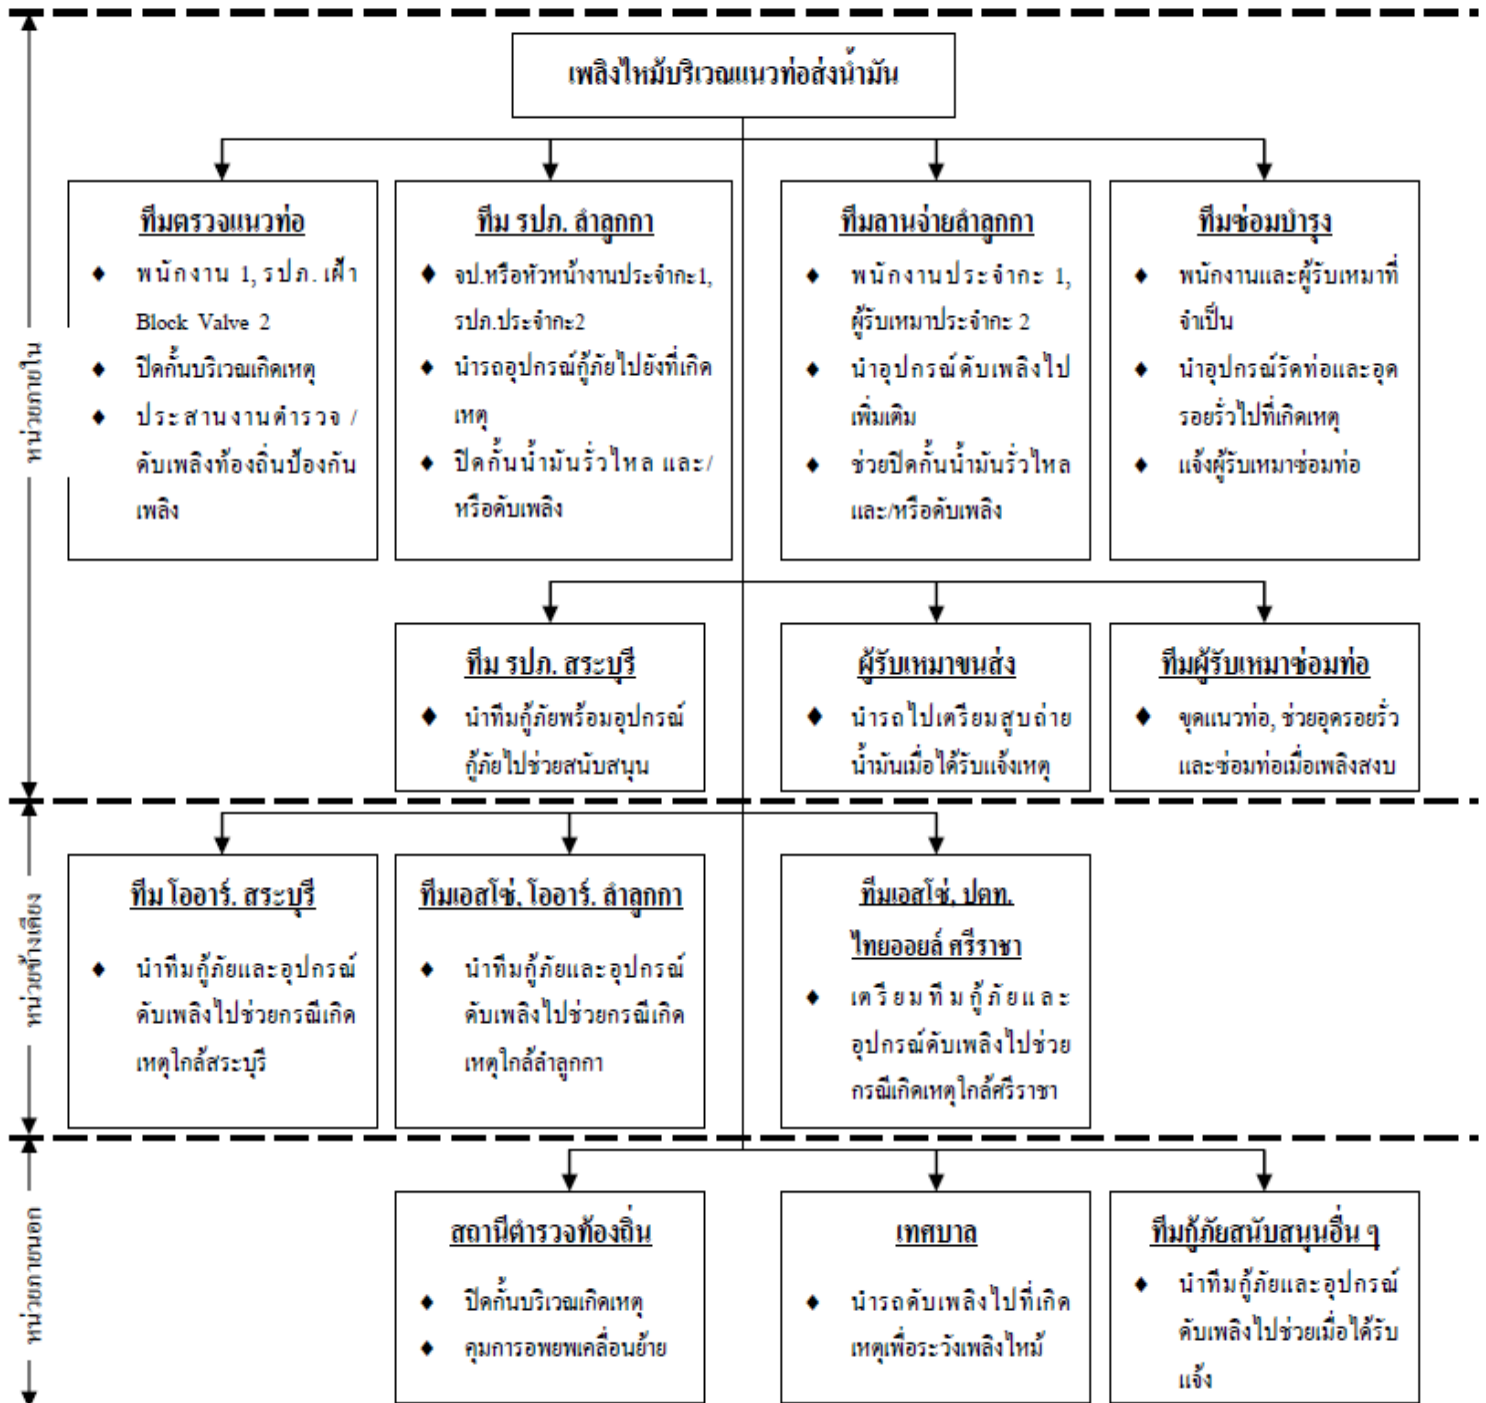 เพลิงไหม้บริเวณแนวท่อส่งน้ำมัน
หน่วยภายใน
ทีมตรวจแนวท่อ
♦ พนักงาน 1, รปภ. เฝ้า
Block Valve 2
♦ ปิดกั้นบริเวณเกิดเหตุ
♦ ประสานงานตำรวจ /
ดับเพลิงท้องถิ่นป้องกัน
เพลิง
ทีม รปภ. ลำลูกกา
♦ จป.หรือหัวหน้างานประจำกะ1,
รปภ.ประจำกะ2
♦ นำรถอุปกรณ์กู้ภัยไปยังที่เกิด
เหตุ
♦ ปิดกั้นน้ำมันรั่วไหล และ/
หรือดับเพลิง
ทีมลานจ่ายลำลูกกา
♦ พนักงานประจำกะ 1,
ผู้รับเหมาประจำกะ 2
♦ นำอุปกรณ์ดับเพลิงไป
เพิ่มเติม
♦ ช่วยปิดกั้นน้ำมันรั่วไหล
และ/หรือดับเพลิง
ทีมซ่อมบำรุง
♦ พนักงานและผู้รับเหมาที่
จำเป็น
♦ นำอุปกรณ์รัดท่อและอุด
รอยรั่วไปที่เกิดเหตุ
♦ แจ้งผู้รับเหมาซ่อมท่อ
ทีม รปภ. สระบุรี
♦ นำทีมกู้ภัยพร้อมอุปกรณ์
กู้ภัยไปช่วยสนับสนุน
ผู้รับเหมาขนส่ง
♦ นำรถไปเตรียมสูบถ่าย
น้ำมันเมื่อได้รับแจ้งเหตุ
ทีมผู้รับเหมาซ่อมท่อ
♦ ขุดแนวท่อ, ช่วยอุดรอยรั่ว
และซ่อมท่อเมื่อเพลิงสงบ
หน่วยข้างเคียง
ทีม โออาร์. สระบุรี
♦ นำทีมกู้ภัยและอุปกรณ์
ดับเพลิงไปช่วยกรณีเกิด
เหตุใกล้สระบุรี
ทีมเอสโซ่, โออาร์. ลำลูกกา
♦ นำทีมกู้ภัยและอุปกรณ์
ดับเพลิงไปช่วยกรณีเกิด
เหตุใกล้ลำลูกกา
ทีมเอสโซ่, ปตท.
ไทยออยล์ ศรีราชา
♦ เตรียมทีมกู้ภัยและ
อุปกรณ์ดับเพลิงไปช่วย
กรณีเกิดเหตุใกล้ศรีราชา
หน่วยภายนอก
สถานีตำรวจท้องถิ่น
♦ ปิดกั้นบริเวณเกิดเหตุ
♦ คุมการอพยพเคลื่อนย้าย
เทศบาล
♦ นำรถดับเพลิงไปที่เกิด
เหตุเพื่อระวังเพลิงไหม้
ทีมกู้ภัยสนับสนุนอื่น ๆ
♦ นำทีมกู้ภัยและอุปกรณ์
ดับเพลิงไปช่วยเมื่อได้รับ
แจ้ง